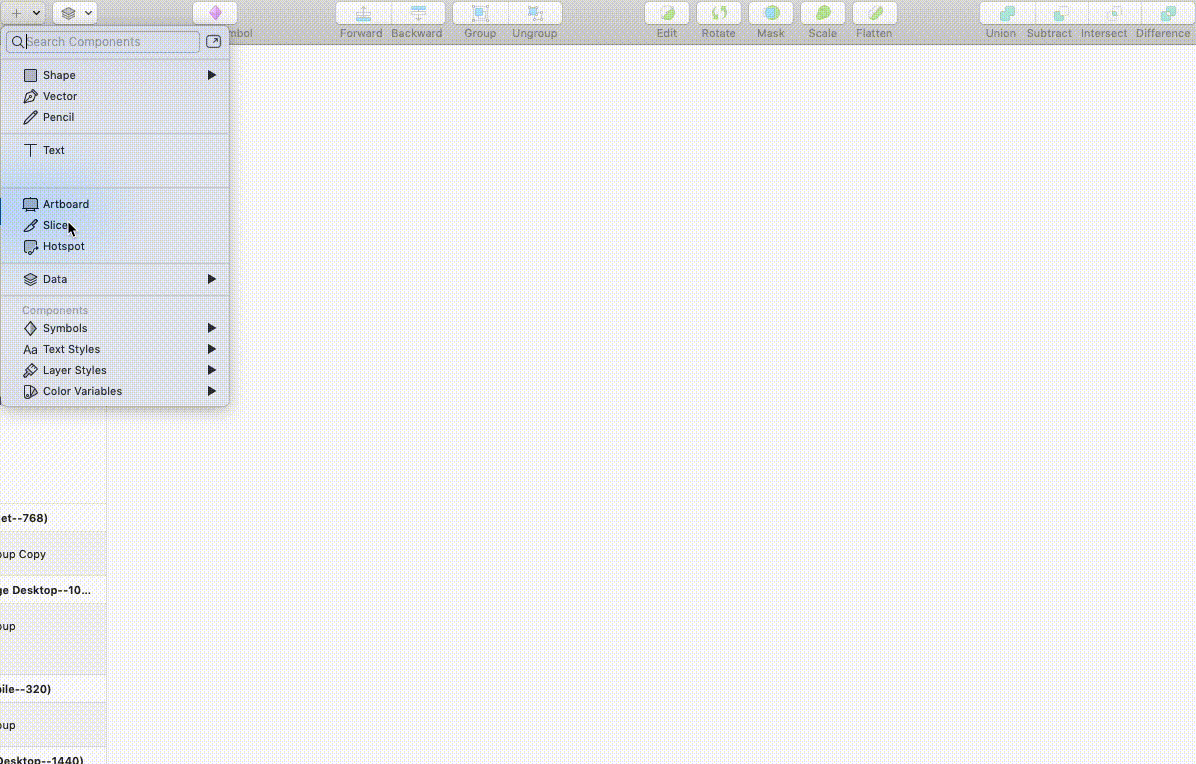 mbol
Forward Backward Group Ungroup Edit Rotate Mask Scale Flatten Union Subtract Intersect Difference
Search Components
Shape
Vector
Pencil
Text
Artboard
Slice
Hotspot
Data
Components
Symbols
Aa Text Styles
Layer Styles
Color Variables
et--768)
oup Copy
ge Desktop--10...
oup
bile--320)
oup
Desktop--1440)